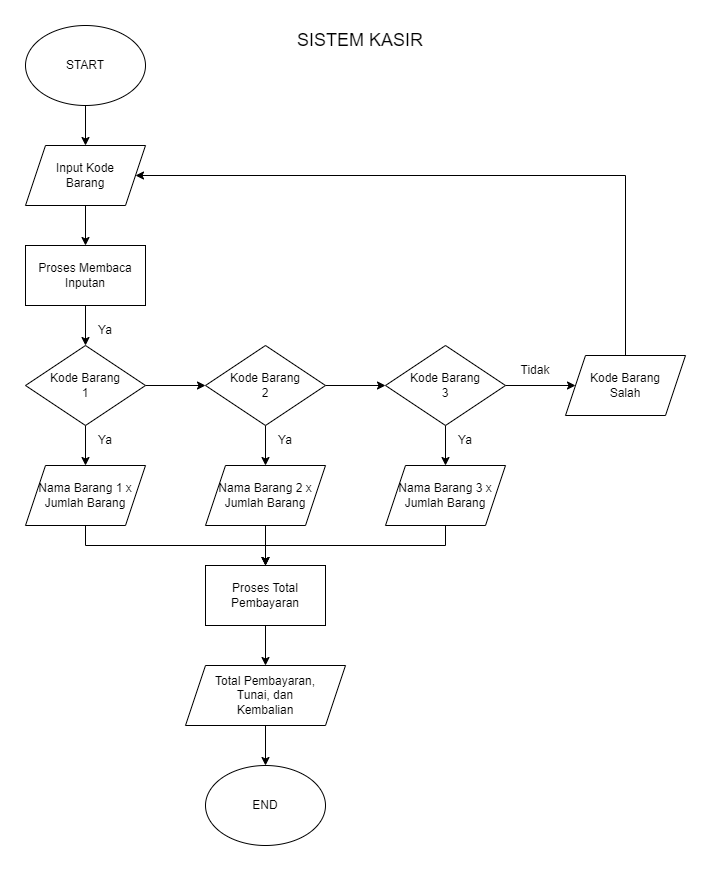 SISTEM KASIR
START
Input Kode
Barang
Proses Membaca
Inputan
Ya
Kode Barang
1
Kode Barang
2
Kode Barang
3
Tidak
Kode Barang
Salah
Ya
Ya
Ya
Nama Barang 1 x
Jumlah Barang
Nama Barang 2 x
Jumlah Barang
Nama Barang 3 x
Jumlah Barang
Proses Total
Pembayaran
Total Pembayaran,
Tunai, dan
Kembalian
END